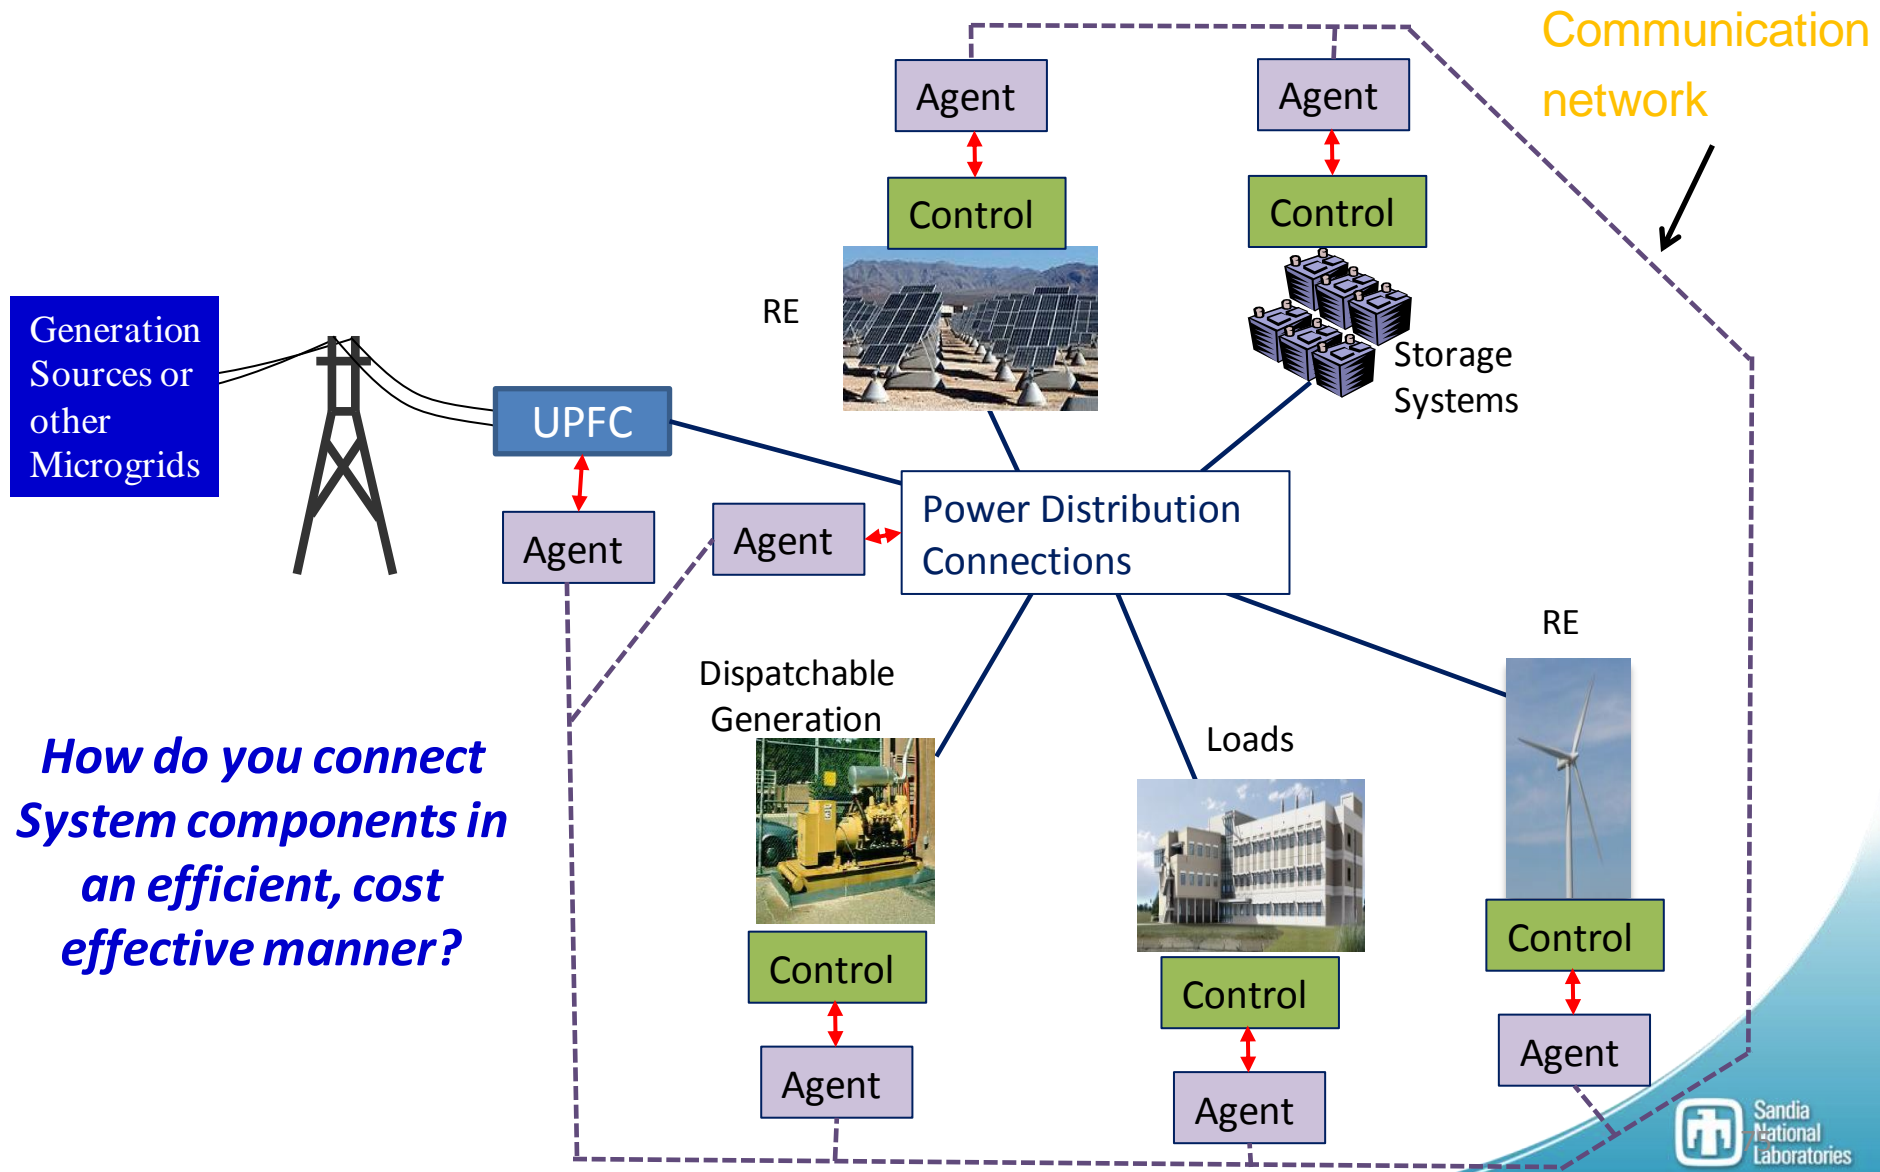 Communication
network
Agent
Agent
Control
Control
RE
Generation
Sources or
other
Microgrids
Storage
Systems
UPFC
Power Distribution
Connections
Agent
Agent
RE
Dispatchable
Generation
Loads
How do you connect
System components in
an efficient, cost
effective manner?
Control
Control
Control
Agent
Agent
Agent
Sandia
National
Laboratories